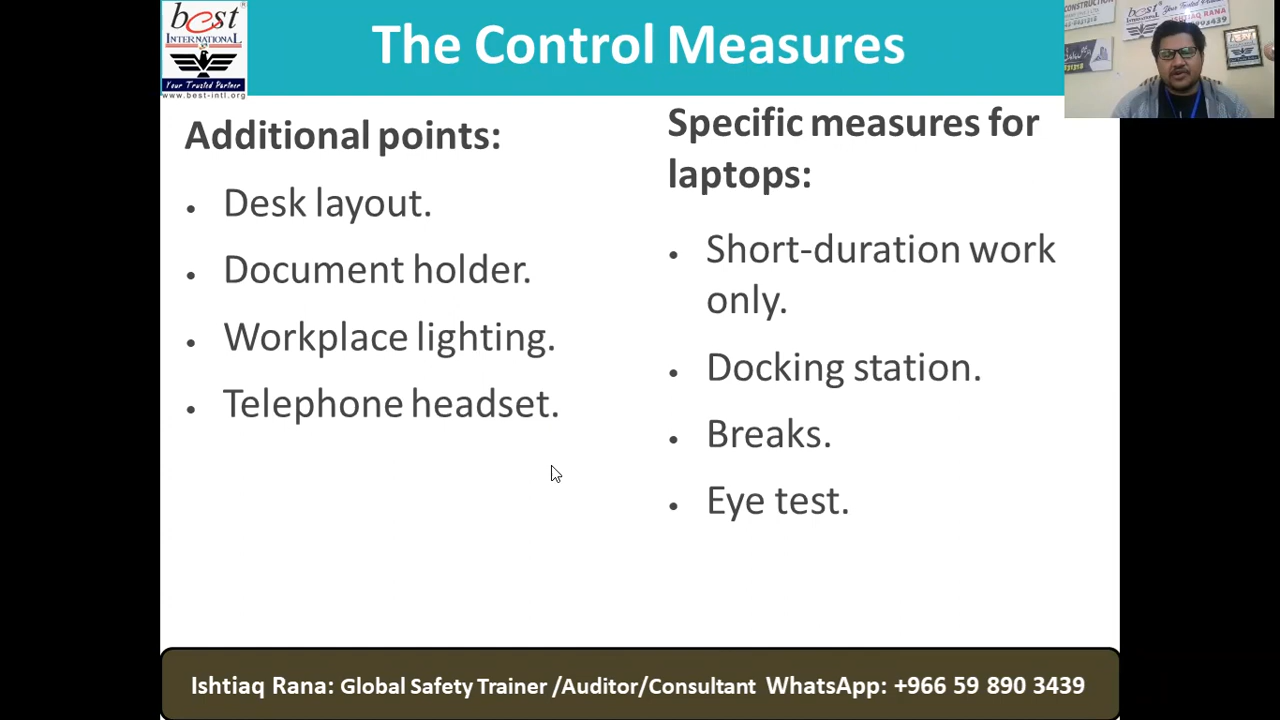 best
INTERNATIONAL
Your Trusted Partner
www.best-intl.org
The Control Measures
Additional points:
• Desk layout.
• Document holder.
• Workplace lighting.
• Telephone headset.
Specific measures for
laptops:
• Short-duration work
only.
• Docking station.
• Breaks.
• Eye test.
Ishtiaq Rana: Global Safety Trainer /Auditor/Consultant WhatsApp: +966 59 890 3439